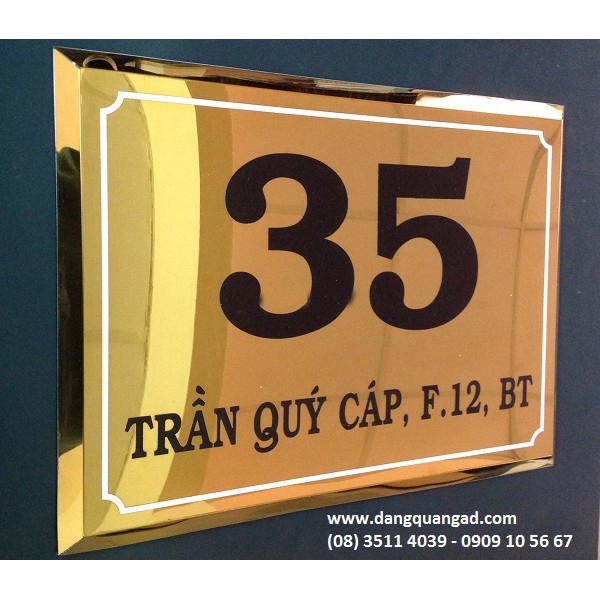 35
TRẦN QUÝ CÁP, F.12, BT
www.dangquangad.com
(08) 3511 4039 - 0909 10 56 67